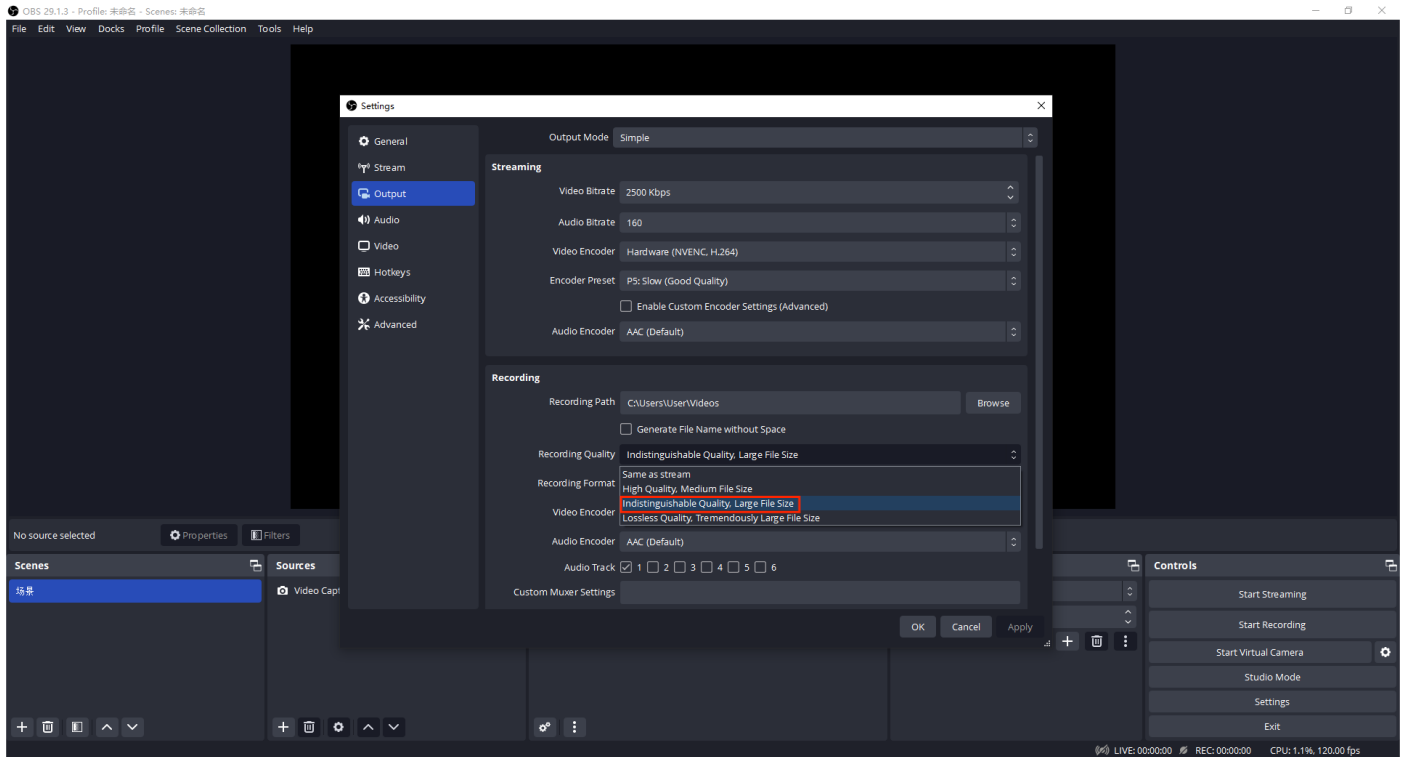 OBS 29.1.3 - Profile: 未命名 - Scenes: 未命名
File Edit View Docks Profile Scene Collection Tools Help
Settings
General
Stream
Output
Audio
Video
Hotkeys
Accessibility
Advanced
Output Mode Simple
Streaming
Video Bitrate 2500 Kbps
Audio Bitrate 160
Video Encoder Hardware (NVENC, H.264)
Encoder Preset P5: Slow (Good Quality)
Enable Custom Encoder Settings (Advanced)
Audio Encoder AAC (Default)
Recording
Recording Path C:\Users\User\Videos Browse
Generate File Name without Space
Recording Quality Indistinguishable Quality, Large File Size
Same as stream
Recording Format
High Quality, Medium File Size
Indistinguishable Quality, Large File Size
Video Encoder
Lossless Quality, Tremendously Large File Size
Audio Encoder AAC (Default)
Audio Track 1 2 3 4 5 6
Custom Muxer Settings
OK Cancel Apply
No source selected Properties Filters
Scenes
场景
Sources
Video Capt
Controls
Start Streaming
Start Recording
Start Virtual Camera
Studio Mode
Settings
Exit
LIVE: 00:00:00 REC: 00:00:00 CPU: 1.1%, 120.00 fps